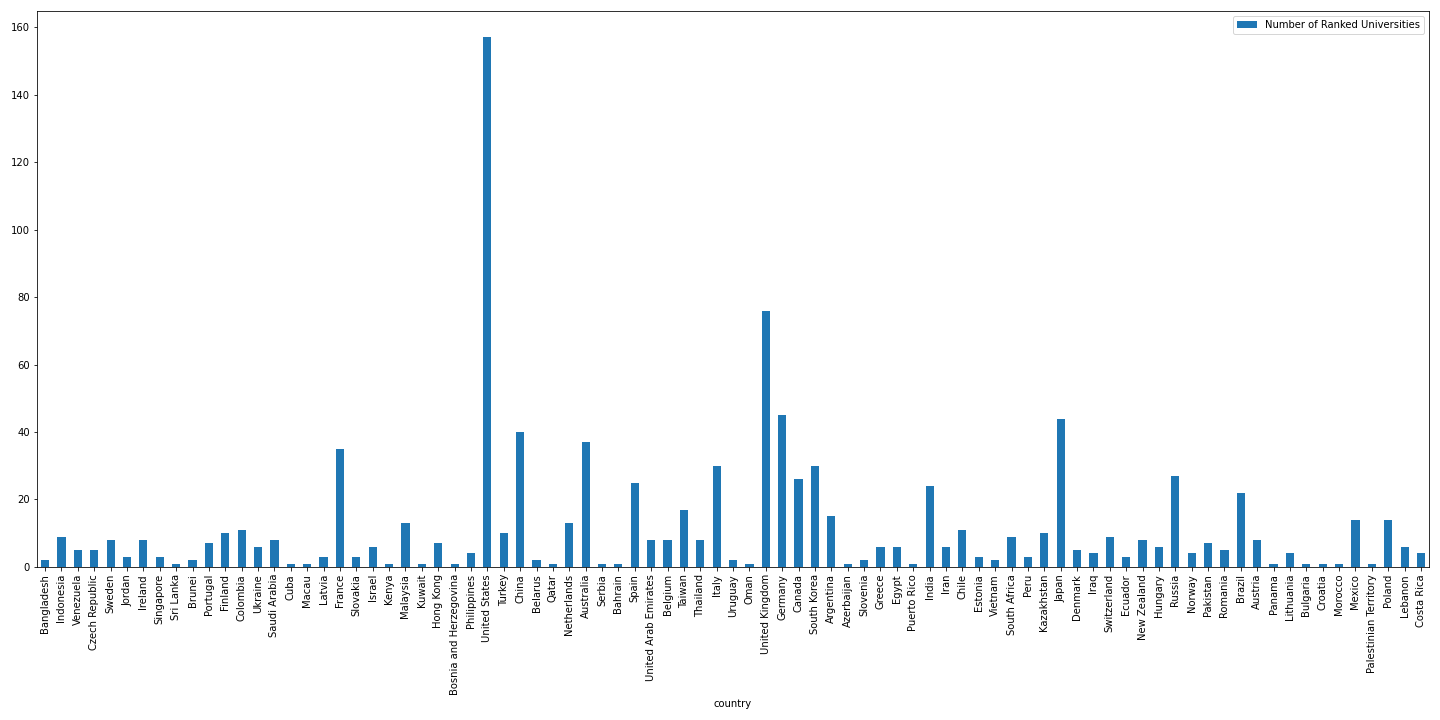 160
Number of Ranked Universities
140
120
100
80
60
40
20
0
Bangladesh
Indonesia
Venezuela
Czech Republic
Sweden
Jordan
Ireland
Singapore
Sri Lanka
Brunei
Portugal
Finland
Colombia
Ukraine
Saudi Arabia
Cuba
Macau
Latvia
France
Slovakia
Israel
Kenya
Malaysia
Kuwait
Hong Kong
Bosnia and Herzegovina
Philippines
United States
Turkey
China
Belarus
Qatar
Netherlands
Australia
Serbia
Bahrain
Spain
United Arab Emirates
Belgium
Taiwan
Thailand
Italy
Uruguay
Oman
United Kingdom
Germany
Canada
South Korea
Argentina
Azerbaijan
Slovenia
Greece
Egypt
Puerto Rico
India
Iran
Chile
Estonia
Vietnam
South Africa
Peru
Kazakhstan
Japan
Denmark
Iraq
Switzerland
Ecuador
New Zealand
Hungary
Russia
Norway
Pakistan
Romania
Brazil
Austria
Panama
Lithuania
Bulgaria
Croatia
Morocco
Mexico
Palestinian Territory
Poland
Lebanon
Costa Rica
country